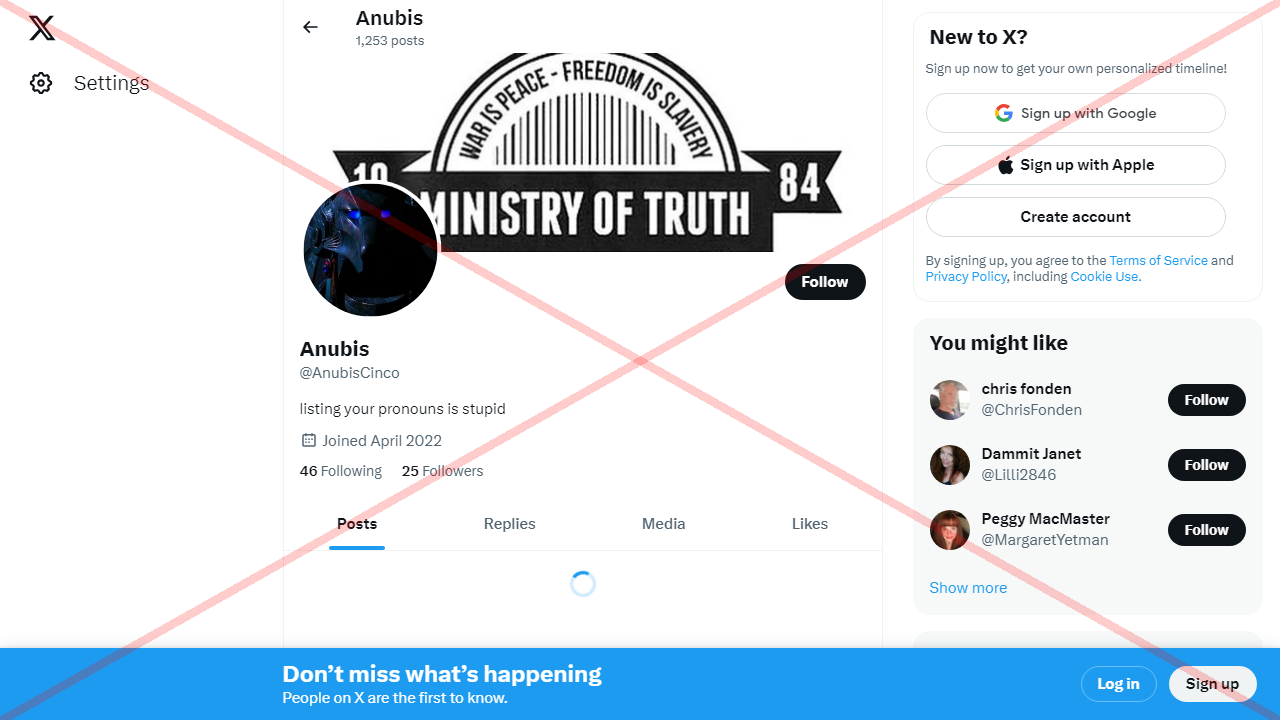 Settings
Anubis
1,253 posts
WAR IS PEACE - FREEDOM IS SLAVERY
19
84
MINISTRY OF TRUTH
Follow
Anubis
@AnubisCinco
listing your pronouns is stupid
Joined April 2022
46 Following 25 Followers
Posts Replies Media Likes
New to X?
Sign up now to get your own personalized timeline!
Sign up with Google
Sign up with Apple
Create account
By signing up, you agree to the Terms of Service and
Privacy Policy, including Cookie Use.
You might like
chris fonden
@ChrisFonden
Follow
Dammit Janet
@Lilli2846
Follow
Peggy MacMaster
@MargaretYetman
Follow
Show more
Don’t miss what’s happening
People on X are the first to know.
Log in Sign up